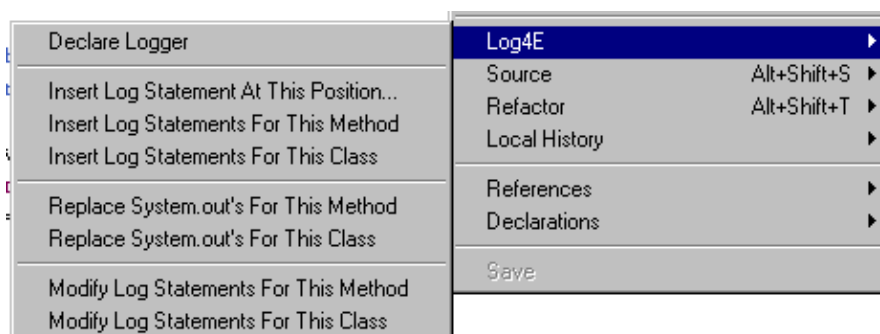 Declare Logger
Insert Log Statement At This Position...
Insert Log Statements For This Method
Insert Log Statements For This Class
Replace System.out's For This Method
Replace System.out's For This Class
Modify Log Statements For This Method
Modify Log Statements For This Class
Log4E
Source Alt+Shift+S
Refactor Alt+Shift+T
Local History
References
Declarations
Save